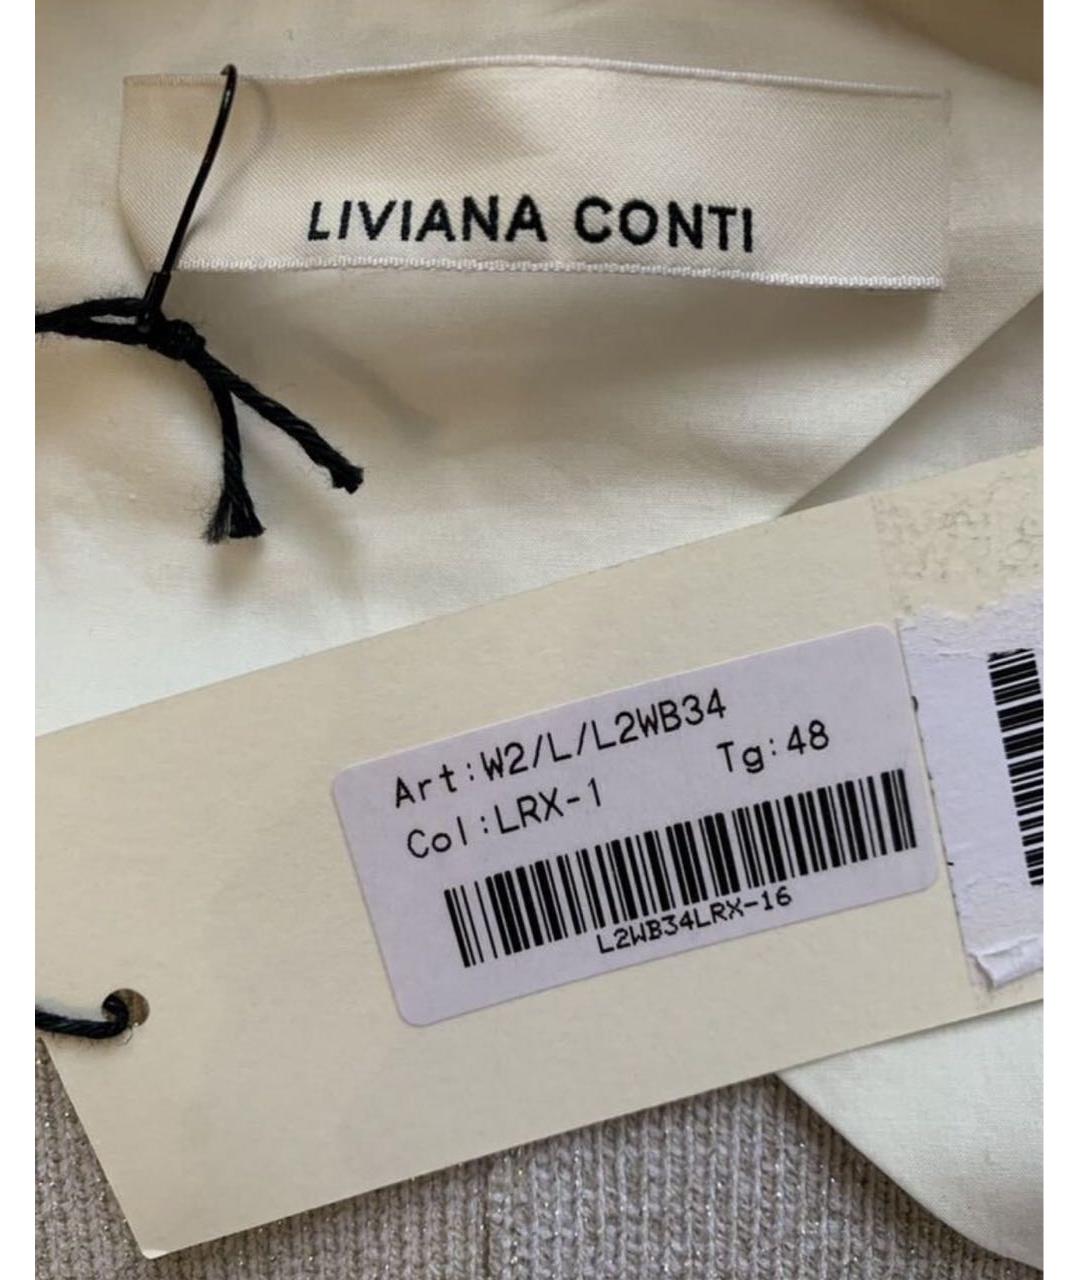 LIVIANA CONTI
Art:W2/L/L2WB34
Tg:48
Col:LRX-1
L2WB34LRX-16